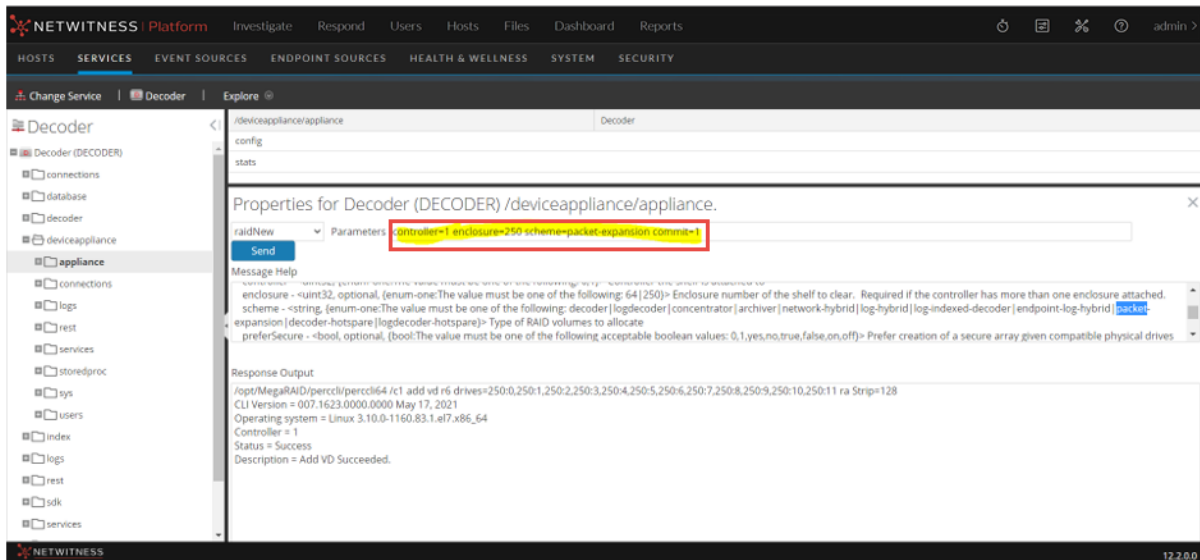 NETWITNESS | Platform Investigate Respond Users Hosts Files Dashboard Reports admin >
HOSTS SERVICES EVENT SOURCES ENDPOINT SOURCES HEALTH & WELLNESS SYSTEM SECURITY
Change Service | Decoder | Explore
Decoder
Decoder (DECODER)
connections
database
decoder
deviceappliance
appliance
connections
logs
rest
services
storedproc
sys
users
index
logs
rest
sdk
services
/deviceappliance/appliance Decoder
config
stats
Properties for Decoder (DECODER) /deviceappliance/appliance.
raidNew Parameters controller=1 enclosure=250 scheme=packet-expansion commit=1
Send
Message Help
enclosure - <uint32, optional, {enum-one:The value must be one of the following: 64|250}> Enclosure number of the shelf to clear. Required if the controller has more than one enclosure attached.
scheme - <string, {enum-one:The value must be one of the following: decoder|logdecoder|concentrator|archiver|network-hybrid|log-hybrid|log-indexed-decoder|endpoint-log-hybrid|packet-
expansion|decoder-hotspare|logdecoder-hotspare}> Type of RAID volumes to allocate
preferSecure - <bool, optional, {bool:The value must be one of the following acceptable boolean values: 0,1,yes,no,true,false,on,off}> Prefer creation of a secure array given compatible physical drives
Response Output
/opt/MegaRAID/perccli/perccli64 /c1 add vd r6 drives=250:0,250:1,250:2,250:3,250:4,250:5,250:6,250:7,250:8,250:9,250:10,250:11 ra Strip=128
CLI Version = 007.1623.0000.0000 May 17, 2021
Operating system = Linux 3.10.0-1160.83.1.el7.x86_64
Controller = 1
Status = Success
Description = Add VD Succeeded.
NETWITNESS 12.2.0.0